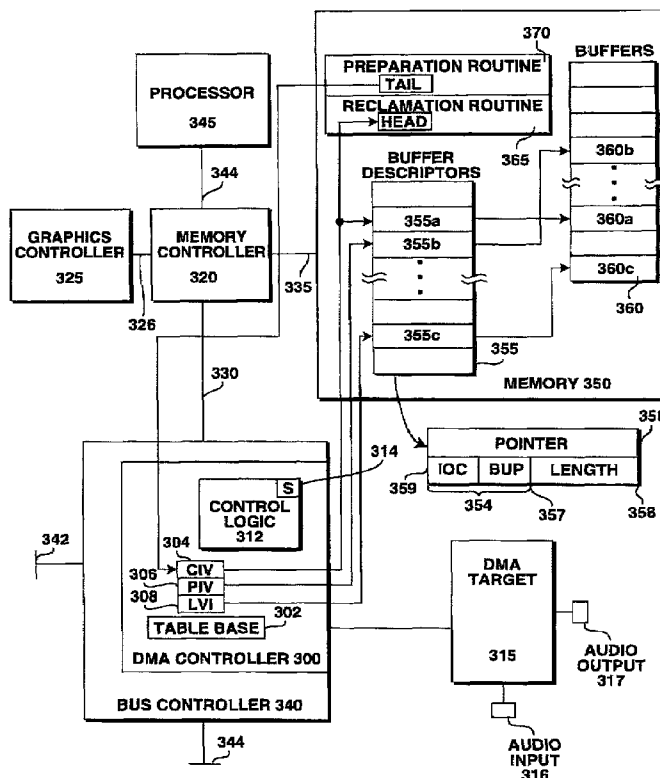 370
BUFFERS
PREPARATION ROUTINE
TAIL
RECLAMATION ROUTINE
HEAD
365
PROCESSOR
345
344
BUFFER
DESCRIPTORS
360b
355a
360a
355b
GRAPHICS
CONTROLLER
325
MEMORY
CONTROLLER
320
335
326
360c
360
355c
355
330
MEMORY 350
POINTER
359
IOC
BUP
LENGTH
354
357
358
314
S
CONTROL
LOGIC
312
342
304
CIV
306
PIV
308
LVI
302
TABLE BASE
DMA CONTROLLER 300
BUS CONTROLLER 340
DMA
TARGET
315
AUDIO
OUTPUT
317
344
AUDIO
INPUT
316